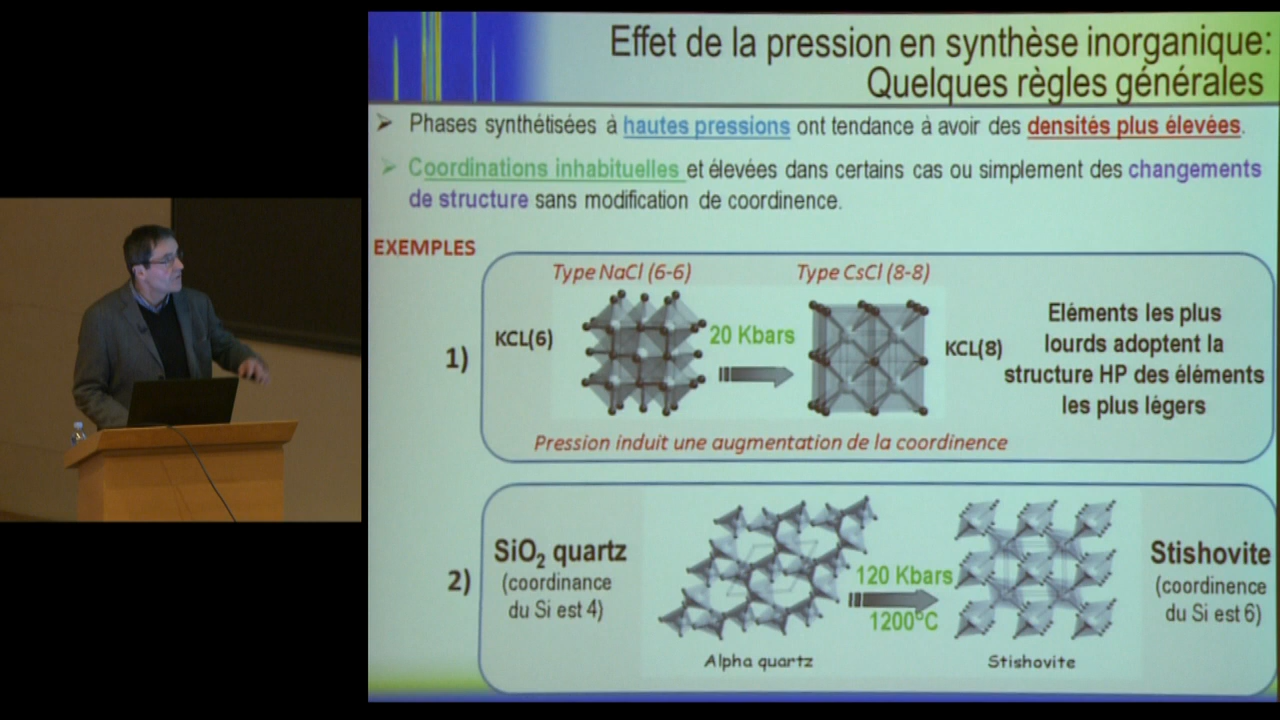 Effet de la pression en synthèse inorganique:
Quelques règles générales
Phases synthétisées à hautes pressions ont tendance à avoir des densités plus élevées.
Coordinations inhabituelles et élevées dans certains cas ou simplement des changements
de structure sans modification de coordinence.
EXEMPLES
Type NaCl (6-6)
Type CsCl (8-8)
1)
KCL(6)
20 Kbars
KCL(8)
Eléments les plus
lourds adoptent la
structure HP des éléments
les plus légers
Pression induit une augmentation de la coordinence
2)
SiO₂ quartz
(coordinance
du Si est 4)
120 Kbars
1200°C
Stishovite
(coordinence
du Si est 6)
Alpha quartz
Stishovite